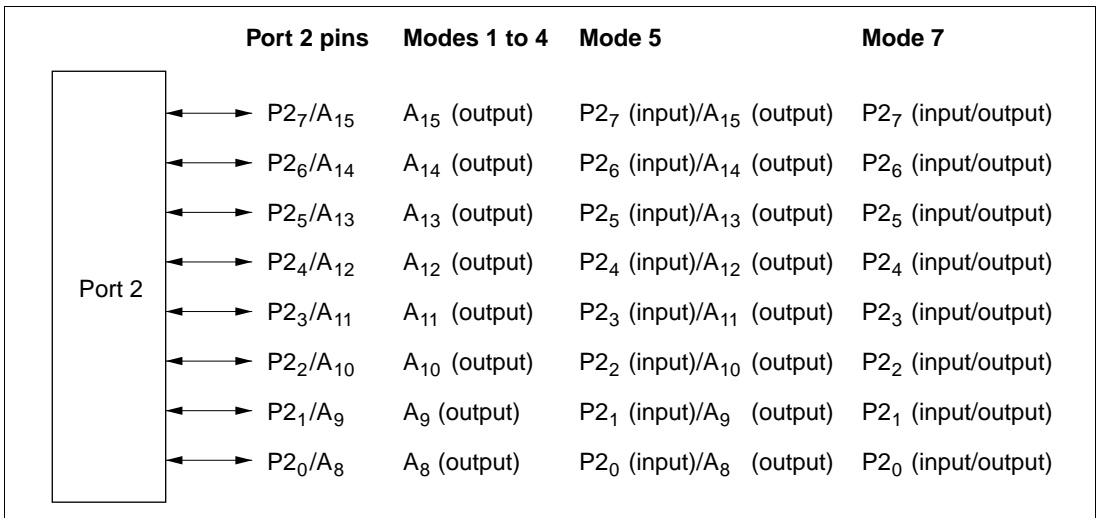 Port 2 pins Modes 1 to 4 Mode 5 Mode 7
P2₇/A₁₅ A₁₅ (output) P2₇ (input)/A₁₅ (output) P2₇ (input/output)
P2₆/A₁₄ A₁₄ (output) P2₆ (input)/A₁₄ (output) P2₆ (input/output)
P2₅/A₁₃ A₁₃ (output) P2₅ (input)/A₁₃ (output) P2₅ (input/output)
P2₄/A₁₂ A₁₂ (output) P2₄ (input)/A₁₂ (output) P2₄ (input/output)
Port 2
P2₃/A₁₁ A₁₁ (output) P2₃ (input)/A₁₁ (output) P2₃ (input/output)
P2₂/A₁₀ A₁₀ (output) P2₂ (input)/A₁₀ (output) P2₂ (input/output)
P2₁/A₉ A₉ (output) P2₁ (input)/A₉ (output) P2₁ (input/output)
P2₀/A₈ A₈ (output) P2₀ (input)/A₈ (output) P2₀ (input/output)